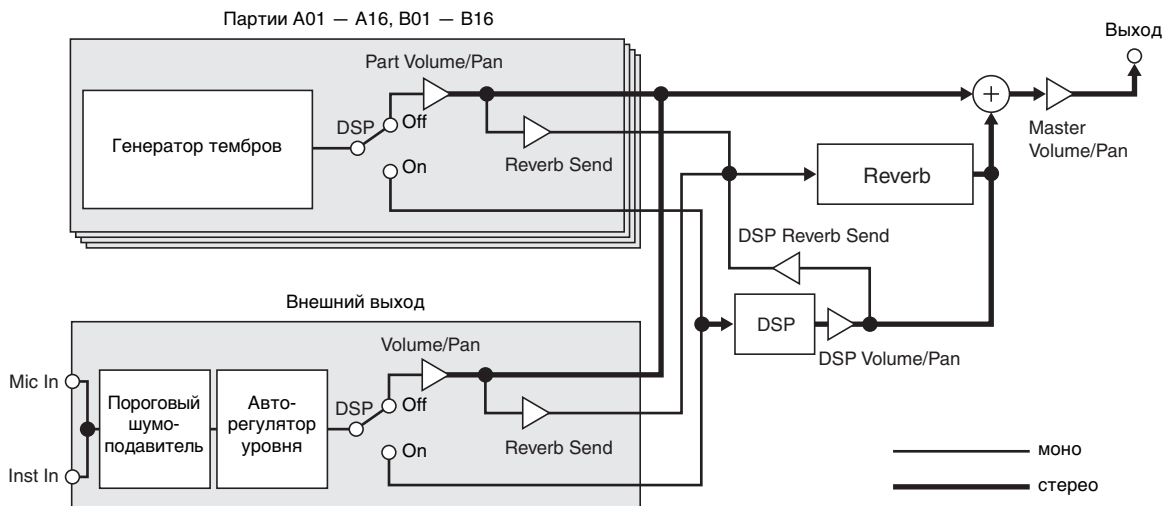 Партии A01 — A16, B01 — B16
Выход
Part Volume/Pan
DSP
Off
Генератор тембров
On
Reverb Send
Master
Volume/Pan
Reverb
DSP Reverb Send
Внешний выход
DSP
DSP Volume/Pan
Volume/Pan
Mic In
Пороговый
шумо-
подавитель
Авто-
регулятор
уровня
DSP
Off
On
Reverb Send
Inst In
моно
стерео